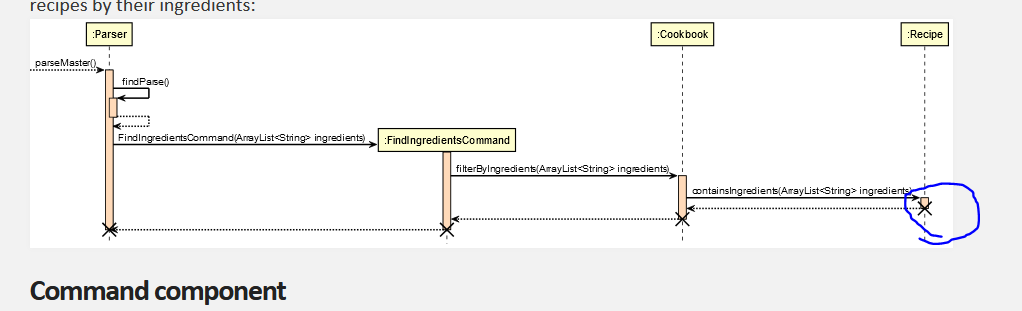 recipes by their ingredients:
:Parser
:Cookbook
:Recipe
parseMaster()
findParse()
FindIngredientsCommand(ArrayList<String> ingredients)
:FindIngredientsCommand
filterByIngredients(ArrayList<String> ingredients)
containsIngredients(ArrayList<String> ingredients)
Command component